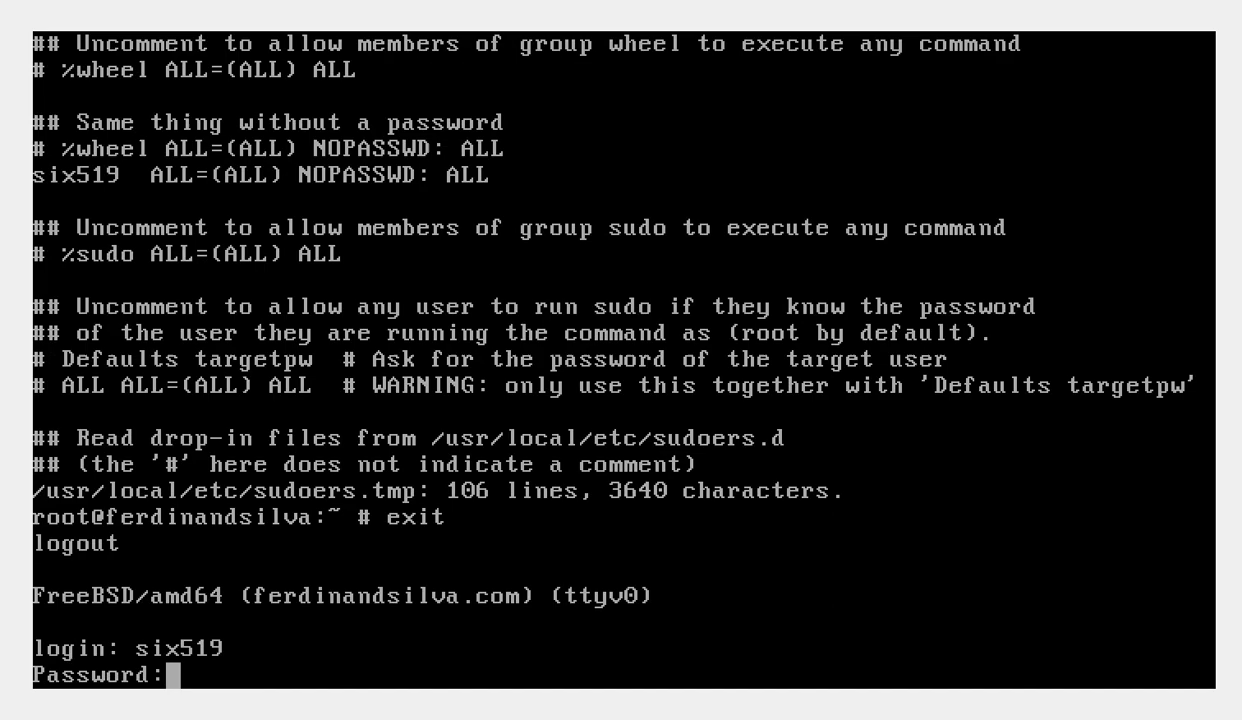 ## Uncomment to allow members of group wheel to execute any command
# %wheel ALL=(ALL) ALL
## Same thing without a password
# %wheel ALL=(ALL) NOPASSWD: ALL
six519  ALL=(ALL) NOPASSWD: ALL
## Uncomment to allow members of group sudo to execute any command
# %sudo ALL=(ALL) ALL
## Uncomment to allow any user to run sudo if they know the password
## of the user they are running the command as (root by default).
# Defaults targetpw  # Ask for the password of the target user
# ALL ALL=(ALL) ALL  # WARNING: only use this together with 'Defaults targetpw'
## Read drop-in files from /usr/local/etc/sudoers.d
## (the '#' here does not indicate a comment)
/usr/local/etc/sudoers.tmp: 106 lines, 3640 characters.
root@ferdinandsilva:~ # exit
logout
FreeBSD/amd64 (ferdinandsilva.com) (ttyv0)
login: six519
Password: